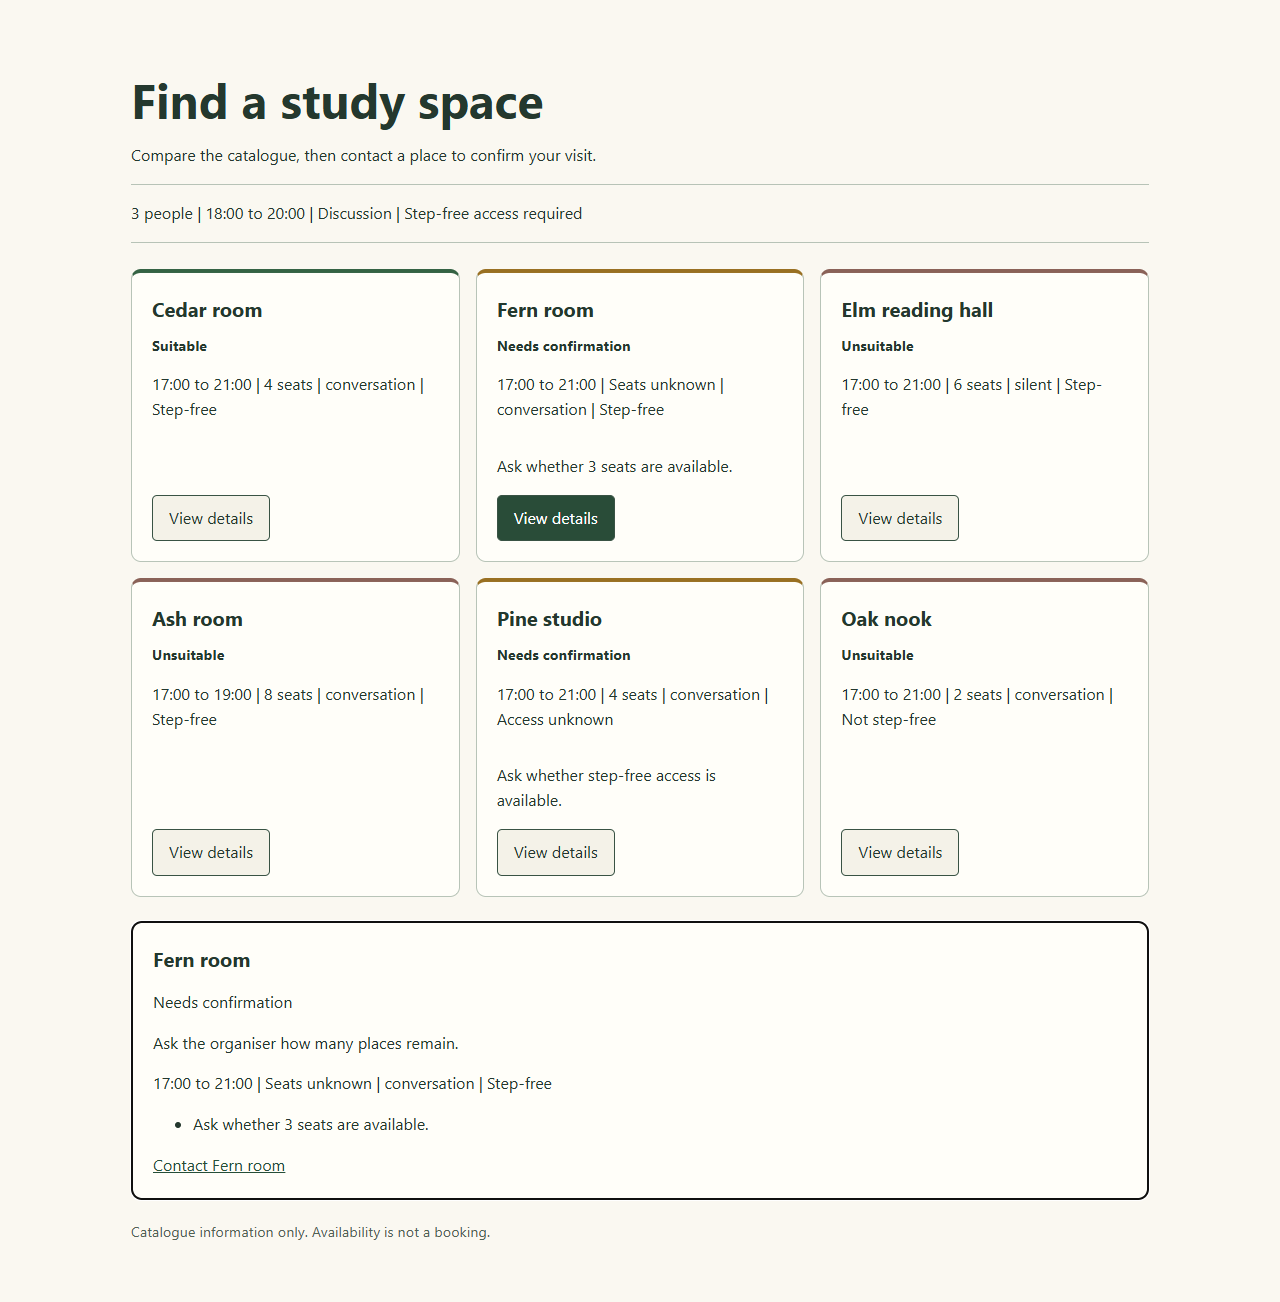 Find a study space
Compare the catalogue, then contact a place to confirm your visit.
3 people | 18:00 to 20:00 | Discussion | Step-free access required
Cedar room
Suitable
17:00 to 21:00 | 4 seats | conversation |
Step-free
View details
Fern room
Needs confirmation
17:00 to 21:00 | Seats unknown |
conversation | Step-free
Ask whether 3 seats are available.
View details
Elm reading hall
Unsuitable
17:00 to 21:00 | 6 seats | silent | Step-
free
View details
Ash room
Unsuitable
17:00 to 19:00 | 8 seats | conversation |
Step-free
View details
Pine studio
Needs confirmation
17:00 to 21:00 | 4 seats | conversation |
Access unknown
Ask whether step-free access is
available.
View details
Oak nook
Unsuitable
17:00 to 21:00 | 2 seats | conversation |
Not step-free
View details
Fern room
Needs confirmation
Ask the organiser how many places remain.
17:00 to 21:00 | Seats unknown | conversation | Step-free
• Ask whether 3 seats are available.
Contact Fern room
Catalogue information only. Availability is not a booking.